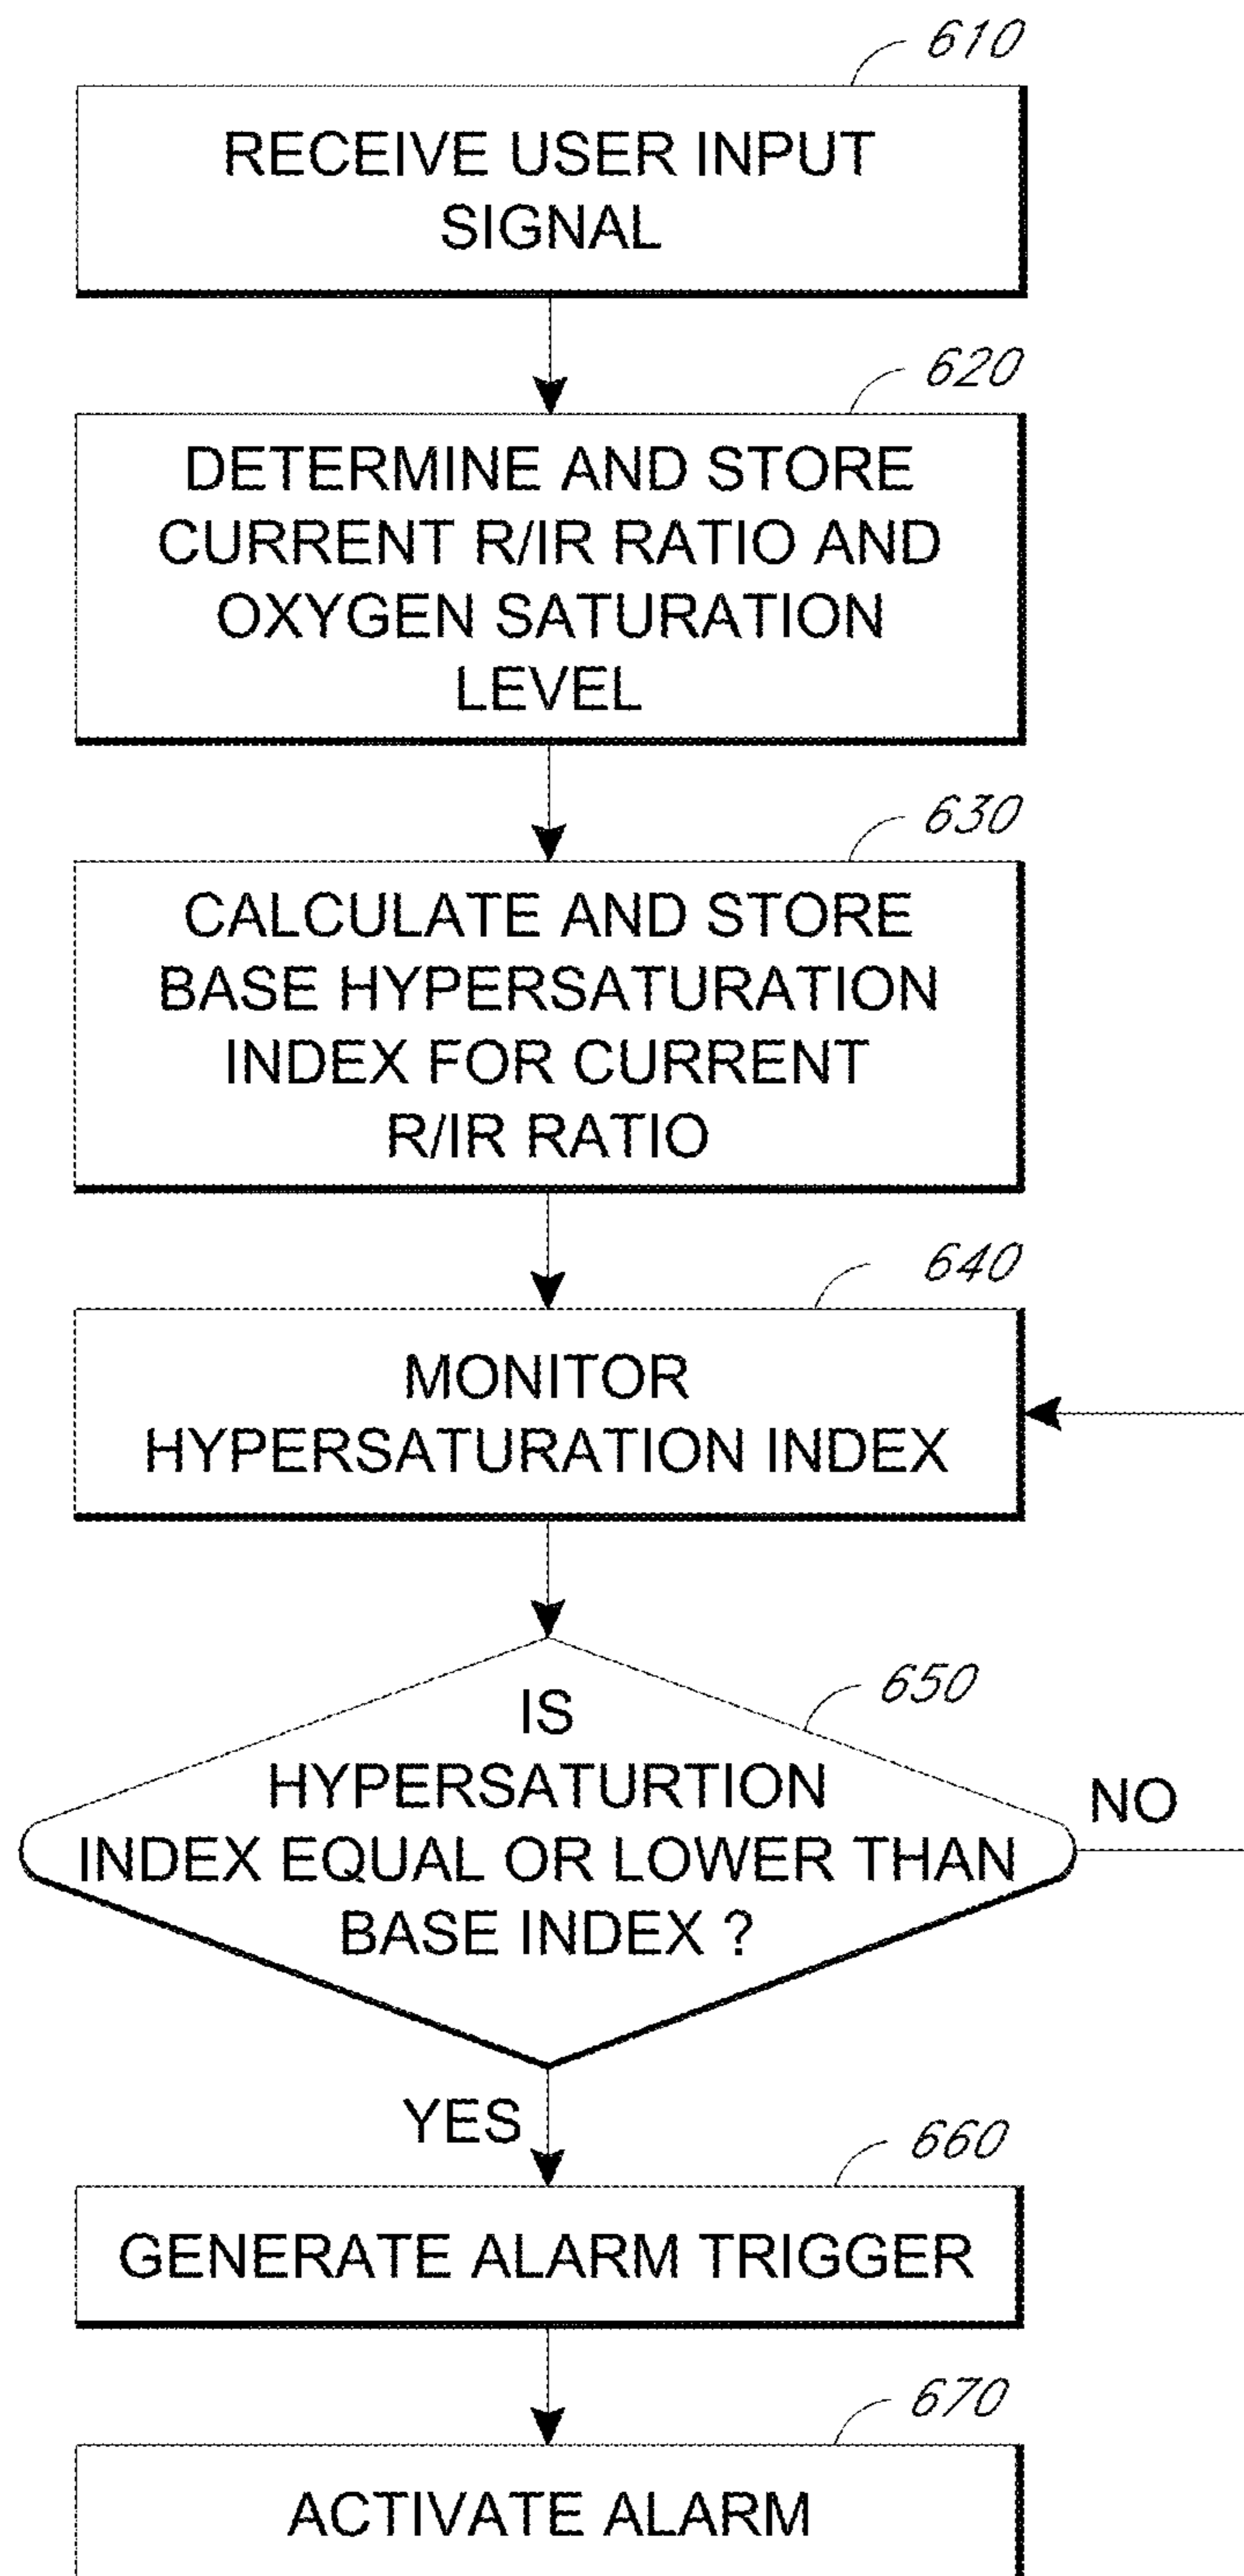 610
RECEIVE USER INPUT
SIGNAL
620
DETERMINE AND STORE
CURRENT R/IR RATIO AND
OXYGEN SATURATION
LEVEL
630
CALCULATE AND STORE
BASE HYPERSATURATION
INDEX FOR CURRENT
R/IR RATIO
640
MONITOR
HYPERSATURATION INDEX
650
IS
HYPERSATURTION
INDEX EQUAL OR LOWER THAN
BASE INDEX ?
NO
YES
660
GENERATE ALARM TRIGGER
670
ACTIVATE ALARM